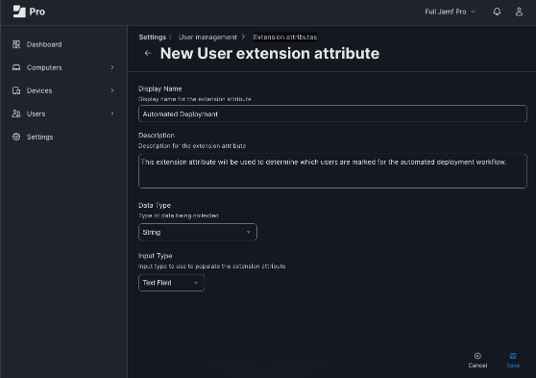 Pro
Full Jamf Pro
Dashboard
Computers
Devices
Users
Settings
Settings : User management > Extension attributes
← New User extension attribute
Display Name
Display name for the extension attribute
Automated Deployment
Description
Description for the extension attribute
This extension attribute will be used to determine which users are marked for the automated deployment workflow.
Data Type
Type of data being collected
String
Input Type
Input type to use to populate the extension attribute
Text Field
Cancel
Save